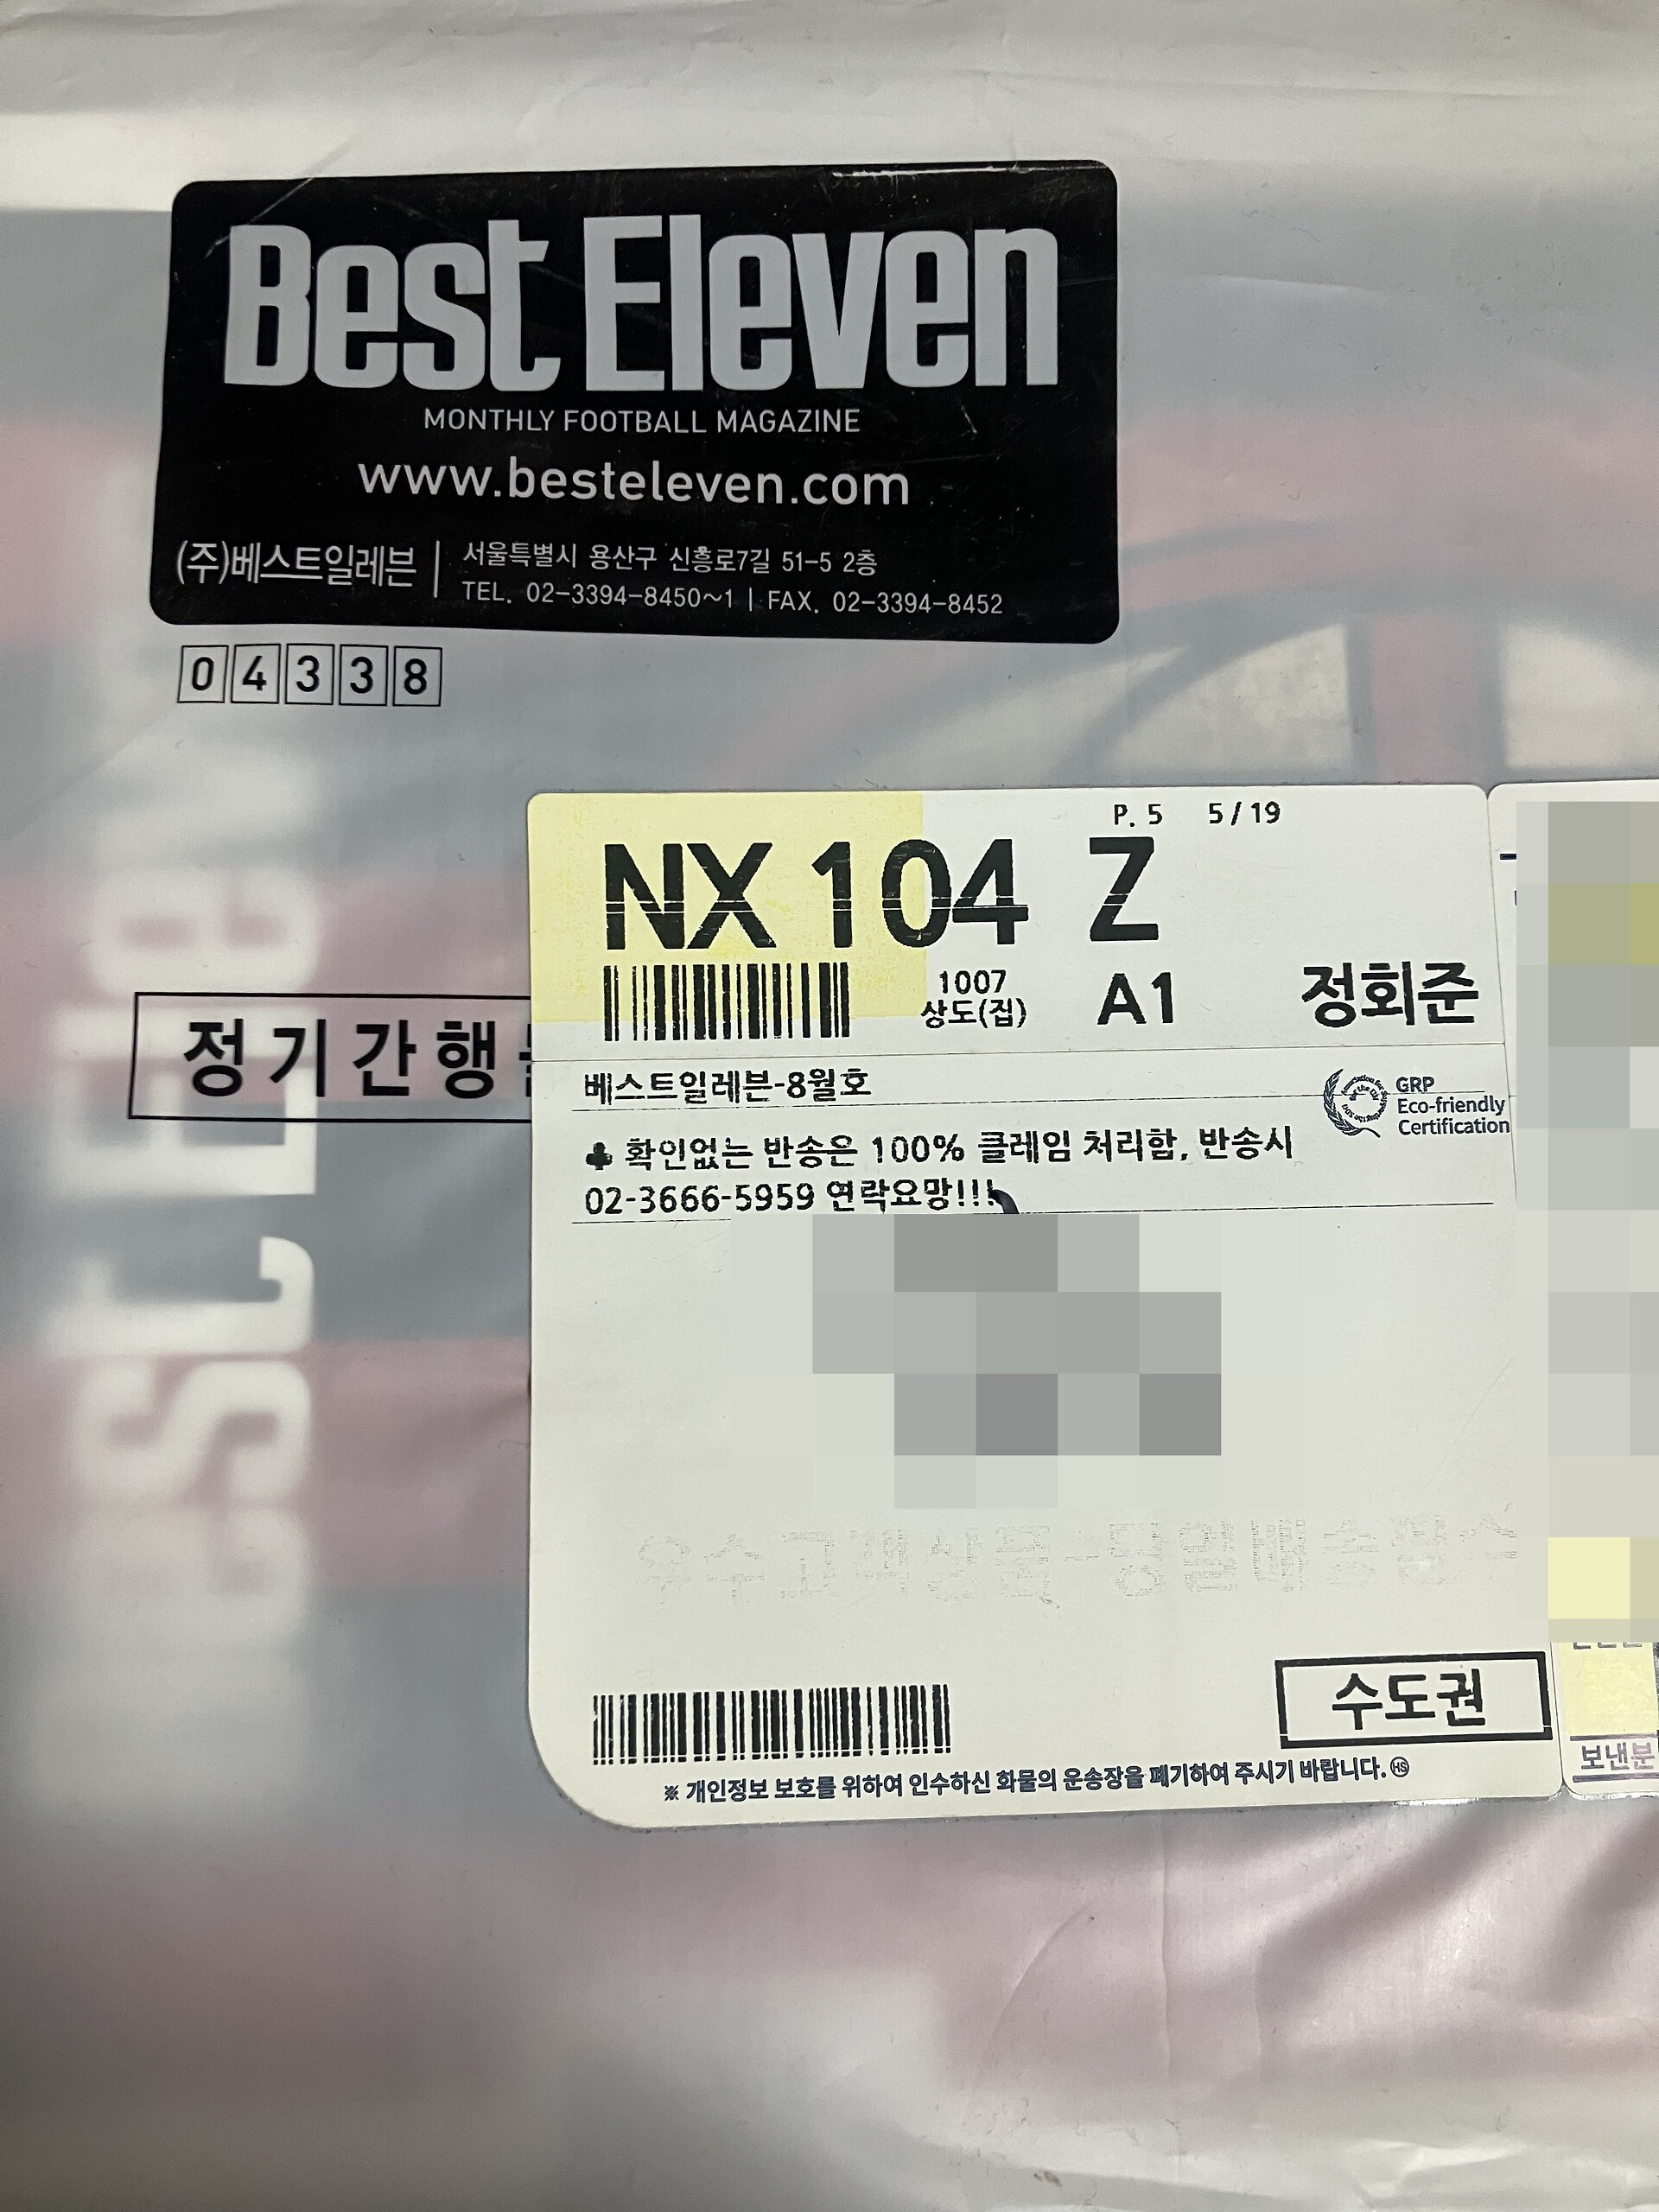 Best Eleven
MONTHLY FOOTBALL MAGAZINE
www.besteleven.com
(주)베스트일레븐
서울특별시 용산구 신흥로7길 51-5 2층
TEL. 02-3394-8450~1 | FAX. 02-3394-8452
04338
P. 5 5/19
NX 104 Z
1007
상도(집)
A1
정회준
정기간행
베스트일레븐-8월호
GRP
Eco-friendly
Certification
♣ 확인없는 반송은 100% 클레임 처리함, 반송시
02-3666-5959 연락요망!!!
수도권
※ 개인정보 보호를 위하여 인수하신 화물의 운송장을 폐기하여 주시기 바랍니다. HS
보낸분